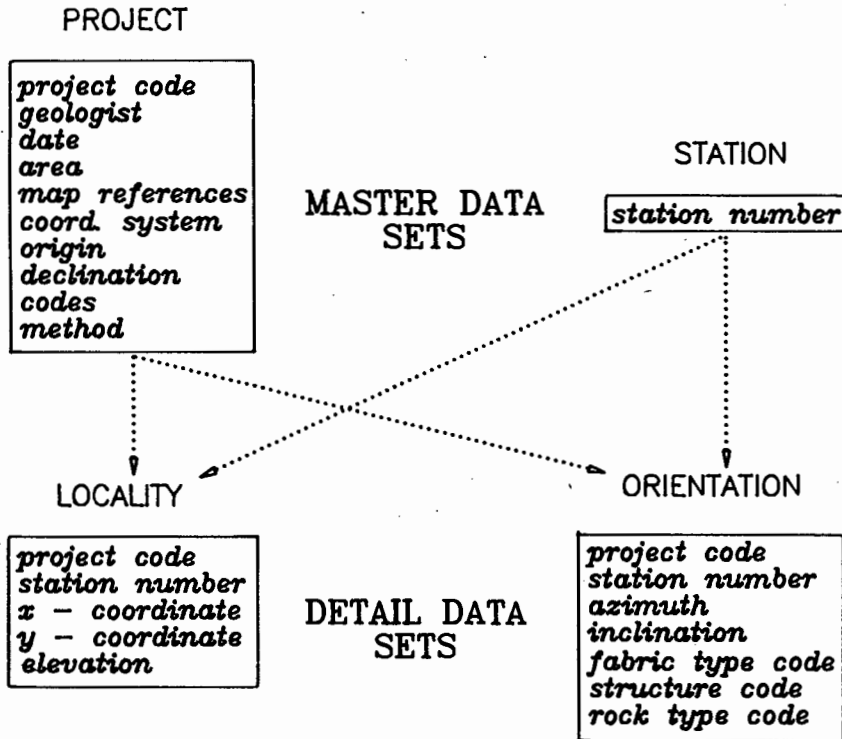 PROJECT
project code
geologist
date
area
map references
coord. system
origin
declination
codes
method
MASTER DATA
SETS
STATION
station number
LOCALITY
project code
station number
x - coordinate
y - coordinate
elevation
DETAIL DATA
SETS
ORIENTATION
project code
station number
azimuth
inclination
fabric type code
structure code
rock type code